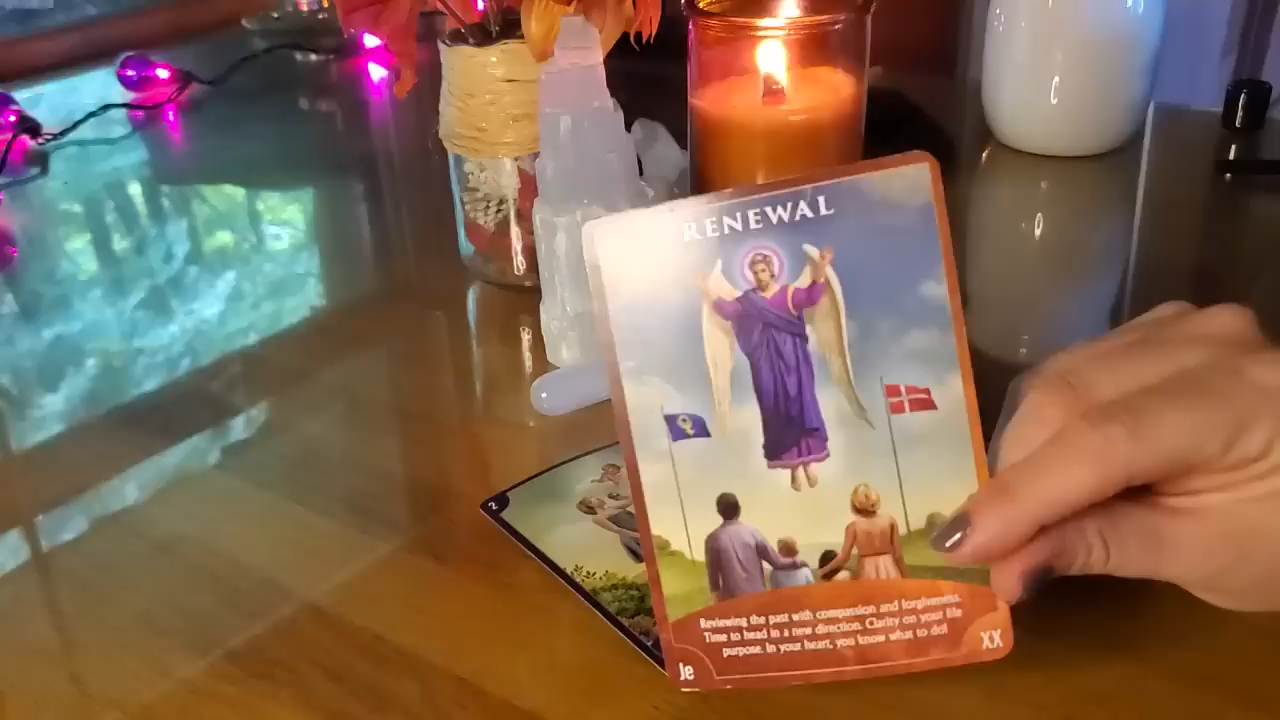 RENEWAL
2
Reviewing the past with compassion and forgiveness.
Time to head in a new direction. Clarity on your life
purpose. In your heart, you know what to do!
Je
XX